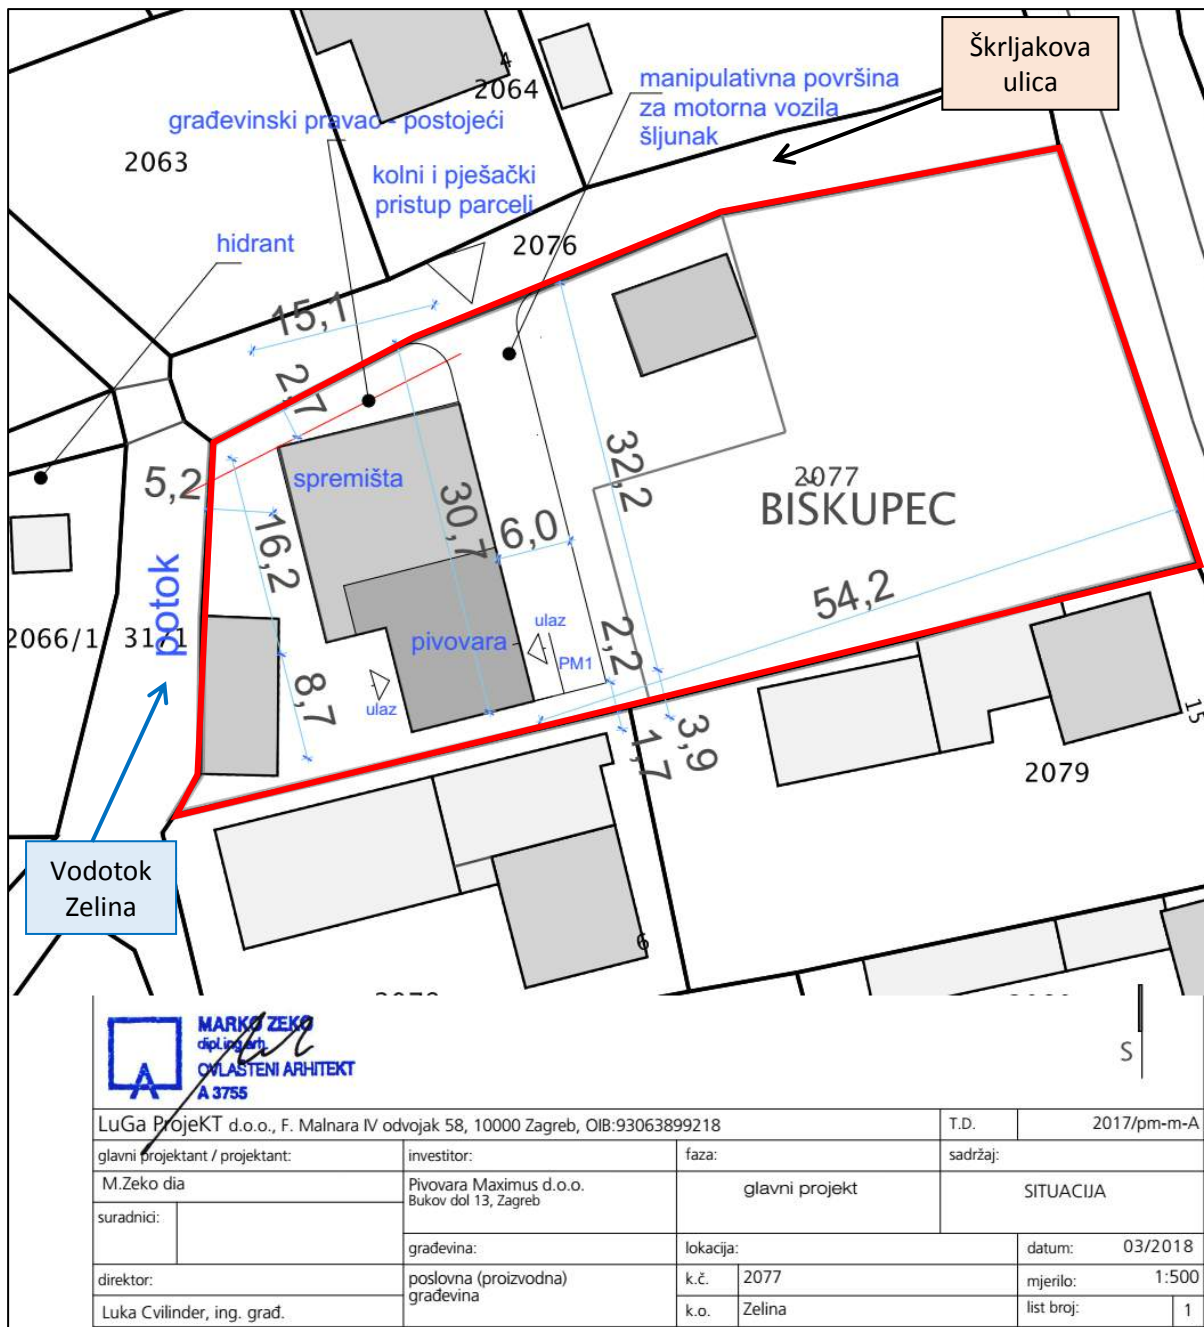 Škrljakova
ulica
4
2064
manipulativna površina
za motorna vozila
šljunak
građevinski pravac - postojeći
2063
kolni i pješački
pristup parceli
hidrant
2076
15,1
2,7
5,2
spremišta
16,2
30,7
6,0
32,2
2077
BISKUPEC
54,2
potok
2066/1
3171
pivovara
ulaz
PM1
2,2
ulaz
8,7
1,7
3,9
15
2079
Vodotok
Zelina
6
S
MARKO ZEKO
dipl.ing.arh.
OVLAŠTENI ARHITEKT
A 3755
LuGa ProjeKT d.o.o., F. Malnara IV odvojak 58, 10000 Zagreb, OIB:93063899218
T.D.
2017/pm-m-A
glavni projektant / projektant:
investitor:
faza:
sadržaj:
M.Zeko dia
Pivovara Maximus d.o.o.
Bukov dol 13, Zagreb
glavni projekt
SITUACIJA
suradnici:
građevina:
lokacija:
datum:
03/2018
direktor:
poslovna (proizvodna)
građevina
k.č.
2077
mjerilo:
1:500
Luka Cvilinder, ing. građ.
k.o.
Zelina
list broj:
1